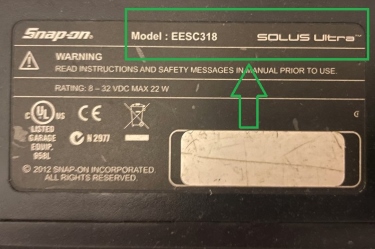 Snap-on Model : EESC318 SOLUS Ultra™
WARNING
READ INSTRUCTIONS AND SAFETY MESSAGES IN MANUAL PRIOR TO USE.
RATING: 8 – 32 VDC MAX 22 W
C UL US CE
LISTED N 2977
GARAGE
EQUIP.
958L
© 2012 SNAP-ON INCORPORATED.
ALL RIGHTS RESERVED.